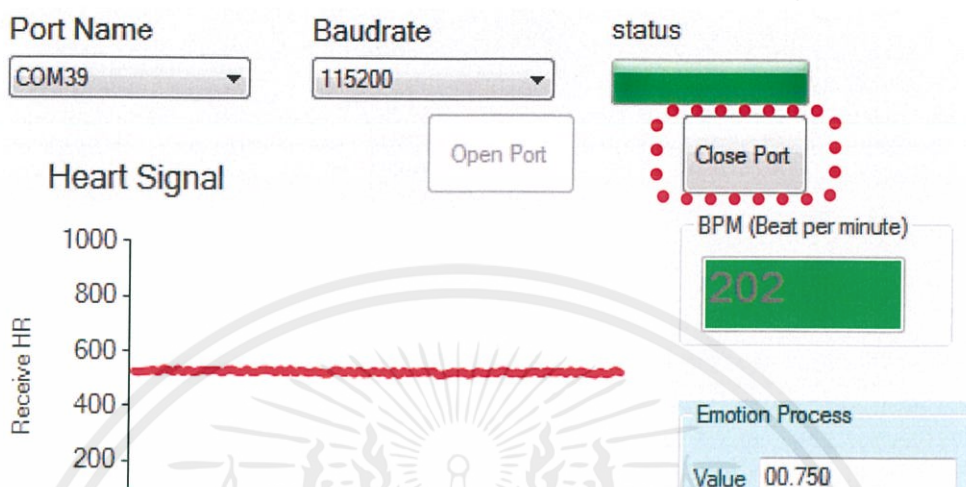 Port Name Baudrate status
COM39 115200
Open Port Close Port
Heart Signal
BPM (Beat per minute)
202
1000
800
600
400
200
Receive HR
Emotion Process
Value 00.750